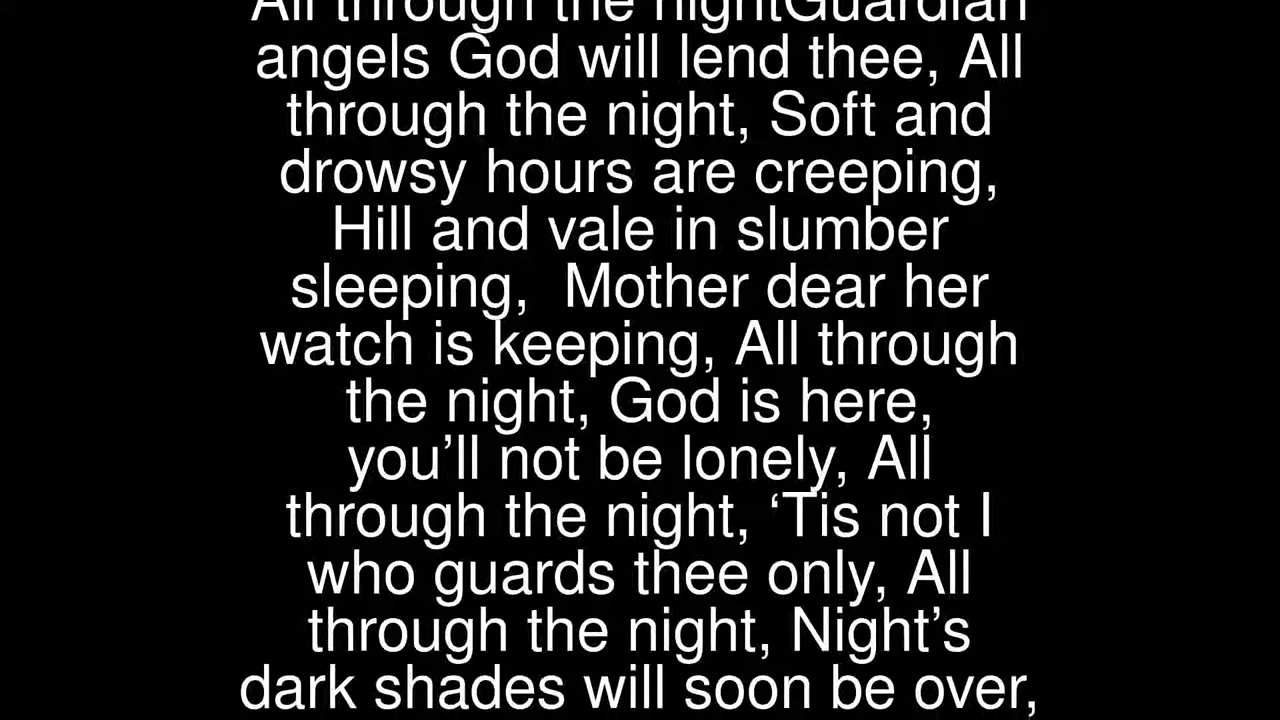 All through the nightGuardian
angels God will lend thee, All
through the night, Soft and
drowsy hours are creeping,
Hill and vale in slumber
sleeping,  Mother dear her
watch is keeping, All through
the night, God is here,
you’ll not be lonely, All
through the night, ‘Tis not I
who guards thee only, All
through the night, Night’s
dark shades will soon be over,